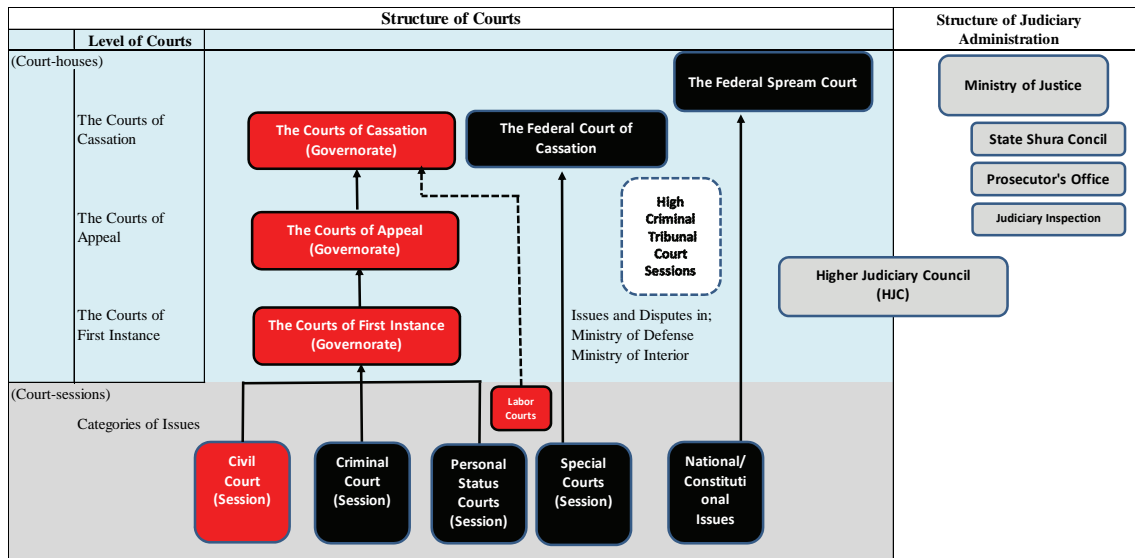 Structure of Courts
Structure of Judiciary
Administration
Level of Courts
(Court-houses)
The Federal Spream Court
Ministry of Justice
The Courts of
Cassation
The Courts of Cassation
(Governorate)
The Federal Court of
Cassation
State Shura Concil
Prosecutor's Office
High
Criminal
Tribunal
Court
Sessions
The Courts of
Appeal
The Courts of Appeal
(Governorate)
Judiciary Inspection
Higher Judiciary Council
(HJC)
The Courts of
First Instance
The Courts of First Instance
(Governorate)
Issues and Disputes in;
Ministry of Defense
Ministry of Interior
(Court-sessions)
Labor
Courts
Categories of Issues
Civil
Court
(Session)
Criminal
Court
(Session)
Personal
Status
Courts
(Session)
Special
Courts
(Session)
National/
Constituti
onal
Issues